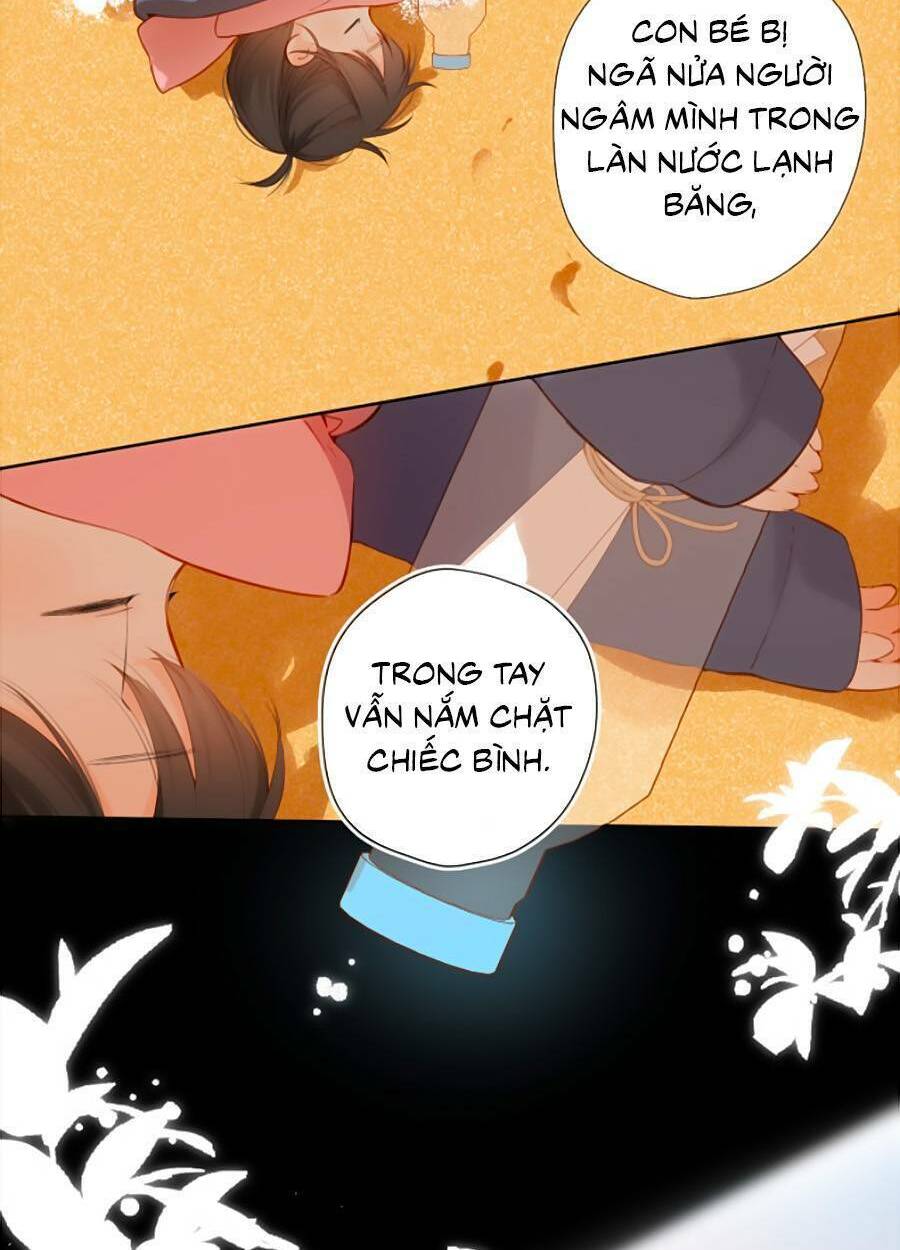 CON BÉ BỊ
NGÃ NỬA NGƯỜI
NGÂM MÌNH TRONG
LÀN NƯỚC LẠNH
BĂNG,
TRONG TAY
VẪN NẮM CHẶT
CHIẾC BÌNH.